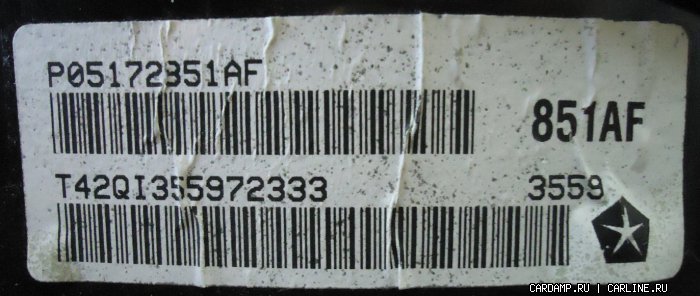 P05172851AF
851AF
T42QI355972333
3559
CARDAMP.RU | CARLINE.RU